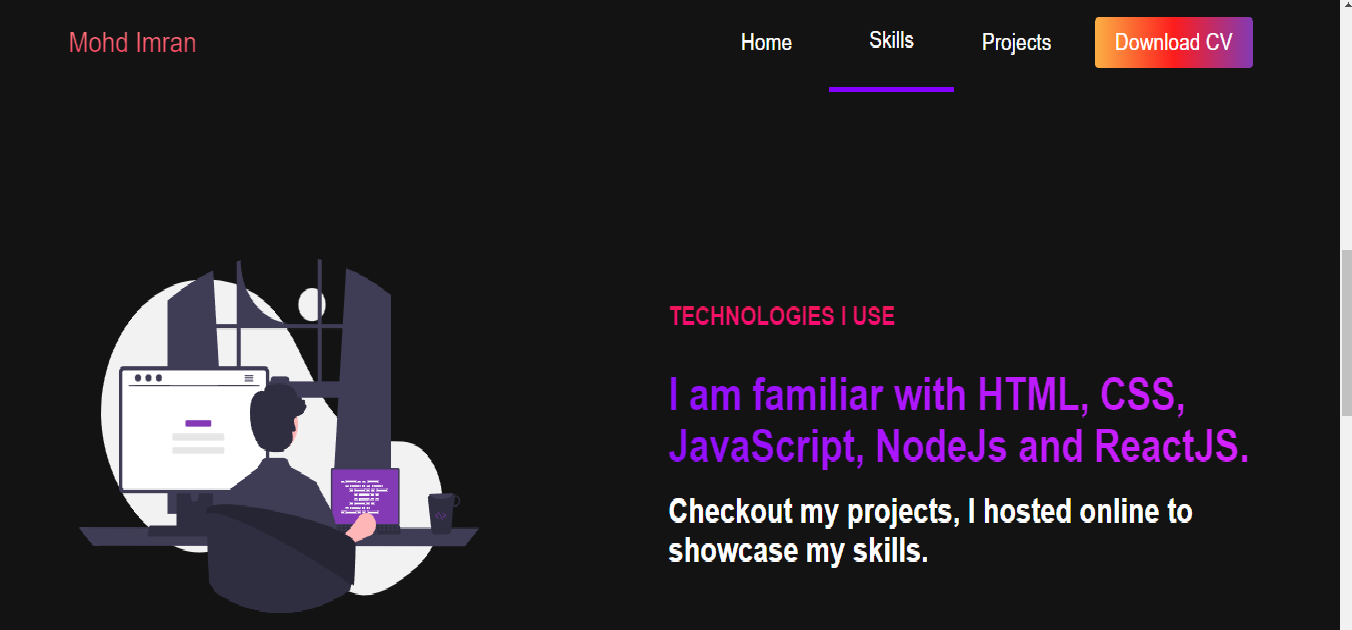 Mohd Imran
Home
Skills
Projects
Download CV
TECHNOLOGIES I USE
I am familiar with HTML, CSS,
JavaScript, NodeJs and ReactJS.
Checkout my projects, I hosted online to
showcase my skills.